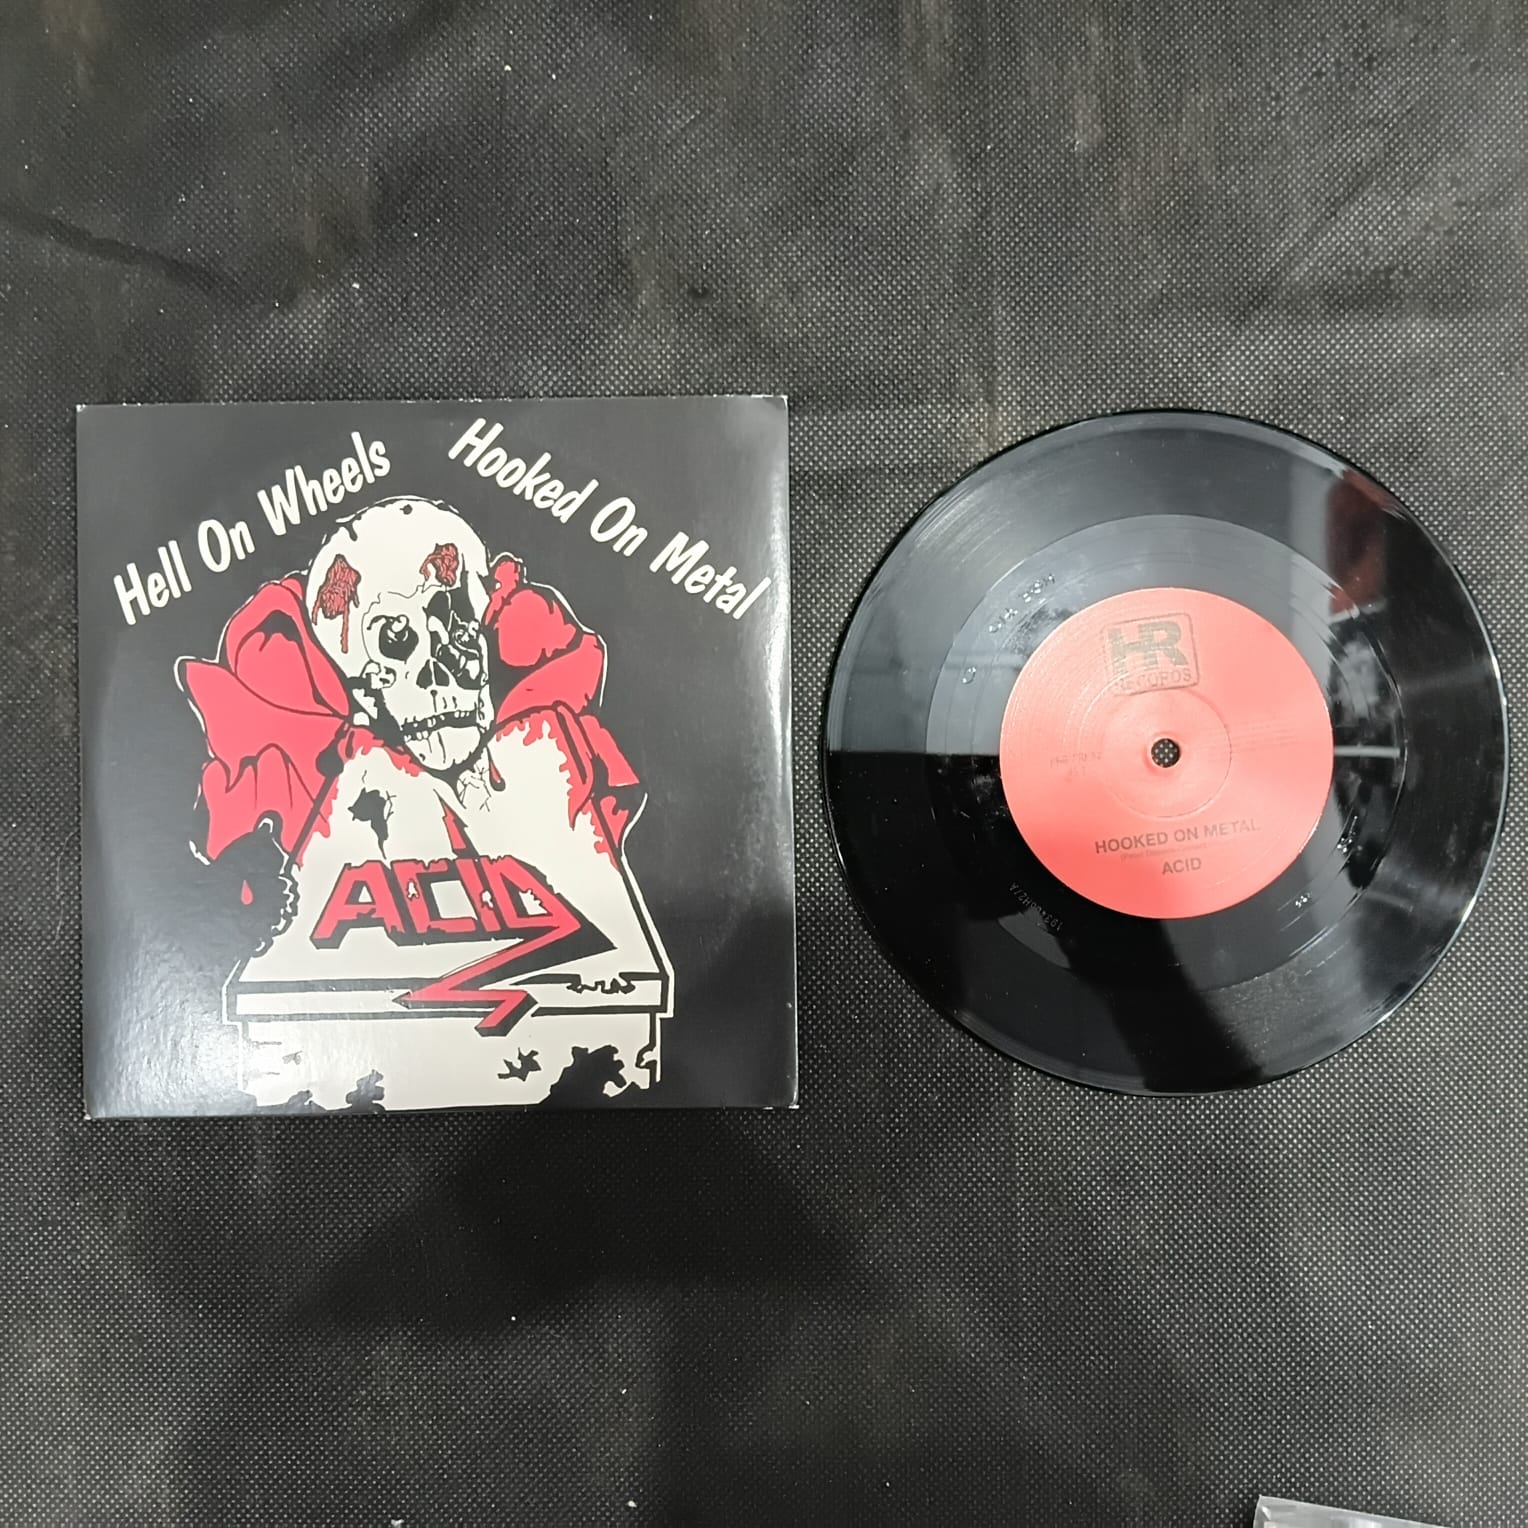 Hell On Wheels
Hooked On Metal
ACID
HR
RECORDS
HOOKED ON METAL
ACID